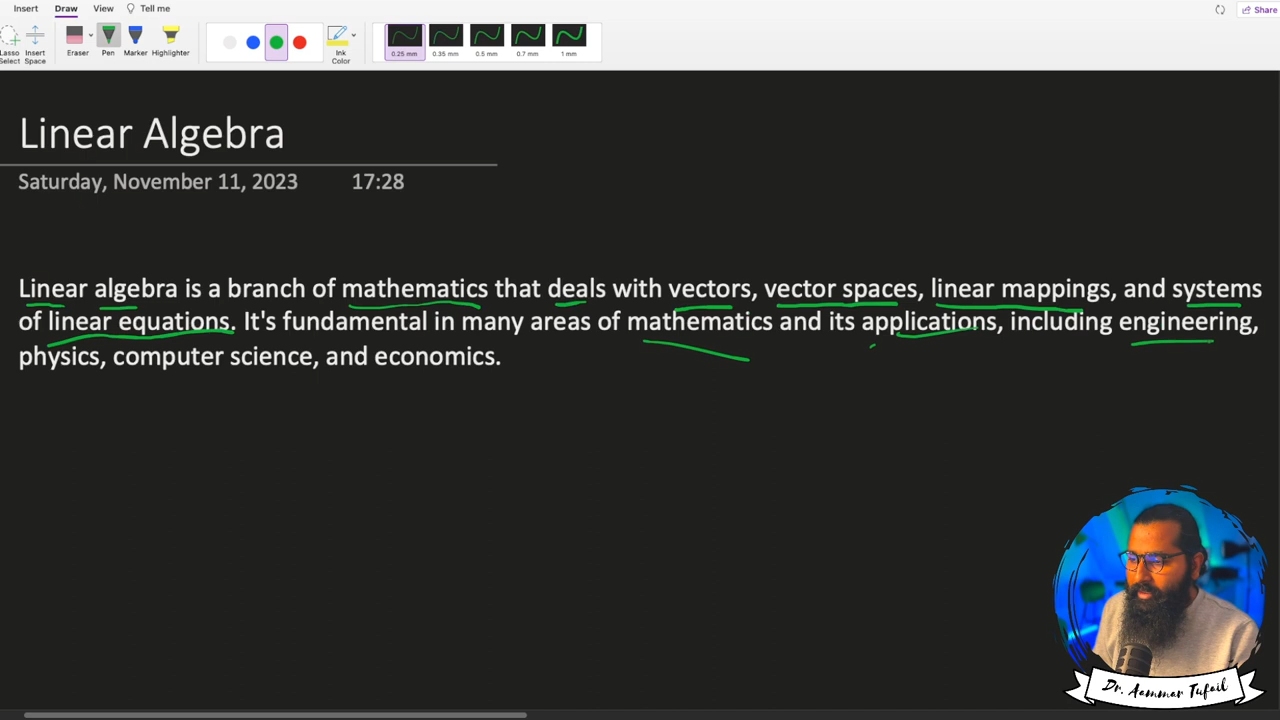 Insert Draw View Tell me
Share
Lasso Select Insert Space Eraser Pen Marker Highlighter Ink Color 0.25 mm 0.35 mm 0.5 mm 0.7 mm 1 mm
Linear Algebra
Saturday, November 11, 2023 17:28
Linear algebra is a branch of mathematics that deals with vectors, vector spaces, linear mappings, and systems
of linear equations. It's fundamental in many areas of mathematics and its applications, including engineering,
physics, computer science, and economics.
Dr. Aammar Tufail